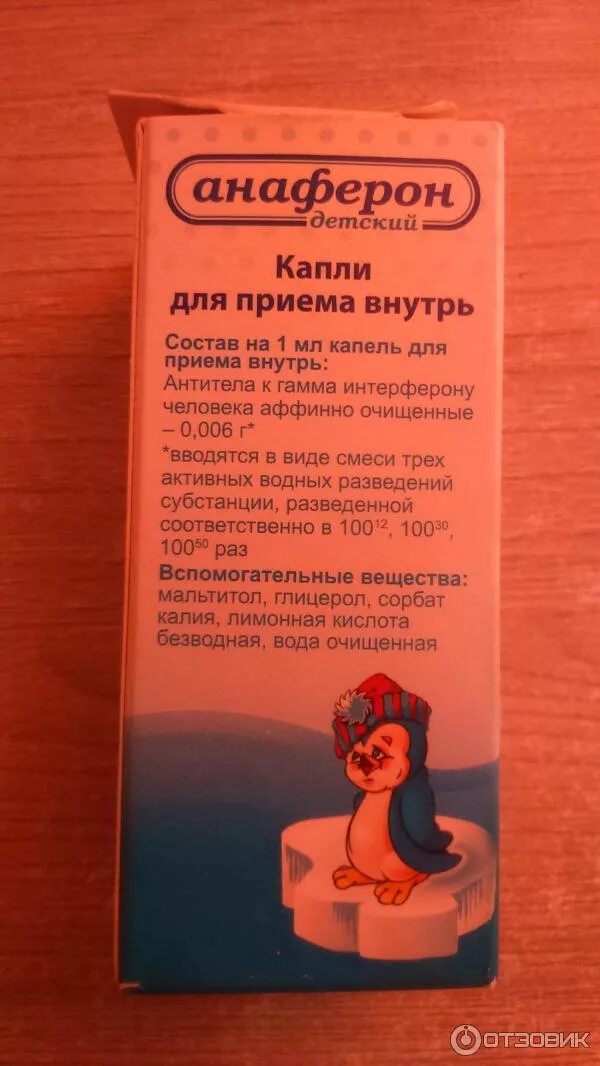 анаферон
детский
Капли
для приема внутрь
Состав на 1 мл капель для
приема внутрь:
Антитела к гамма интерферону
человека аффинно очищенные
– 0,006 г*
*вводятся в виде смеси трех
активных водных разведений
субстанции, разведенной
соответственно в 100¹², 100³⁰,
100⁵⁰ раз
Вспомогательные вещества:
мальтитол, глицерол, сорбат
калия, лимонная кислота
безводная, вода очищенная
ОТЗОВИК